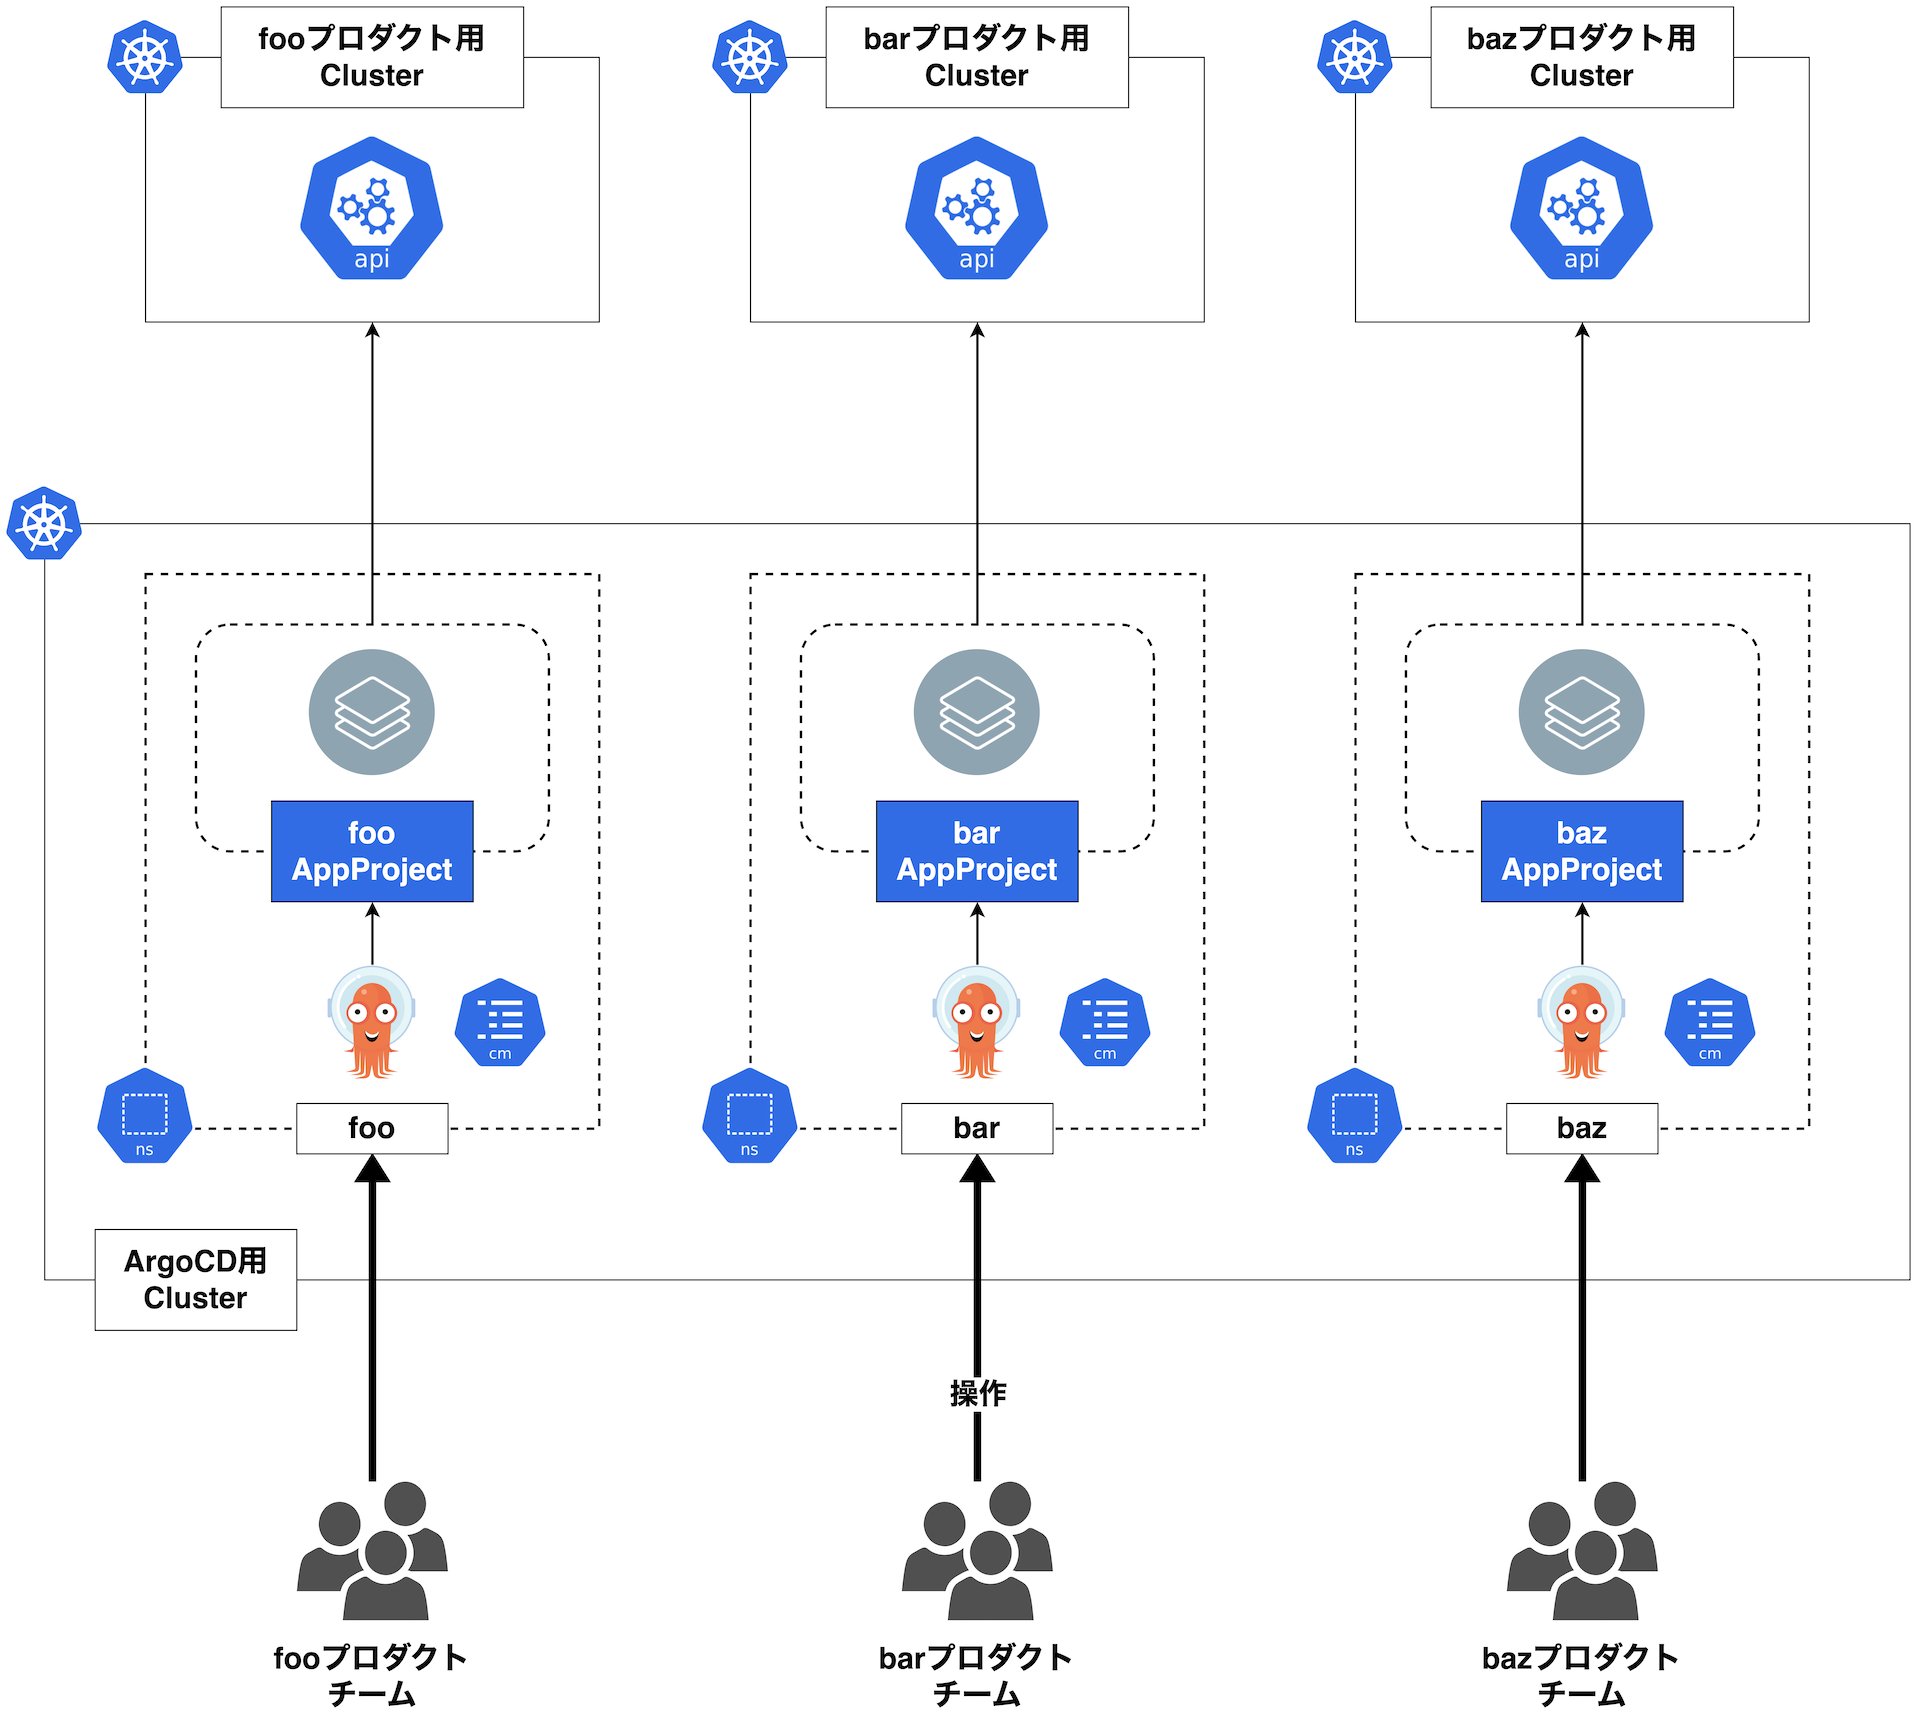 fooプロダクト用
Cluster
barプロダクト用
Cluster
bazプロダクト用
Cluster
api
api
api
foo
AppProject
bar
AppProject
baz
AppProject
cm
cm
cm
ns
foo
ns
bar
ns
baz
ArgoCD用
Cluster
操作
fooプロダクト
チーム
barプロダクト
チーム
bazプロダクト
チーム